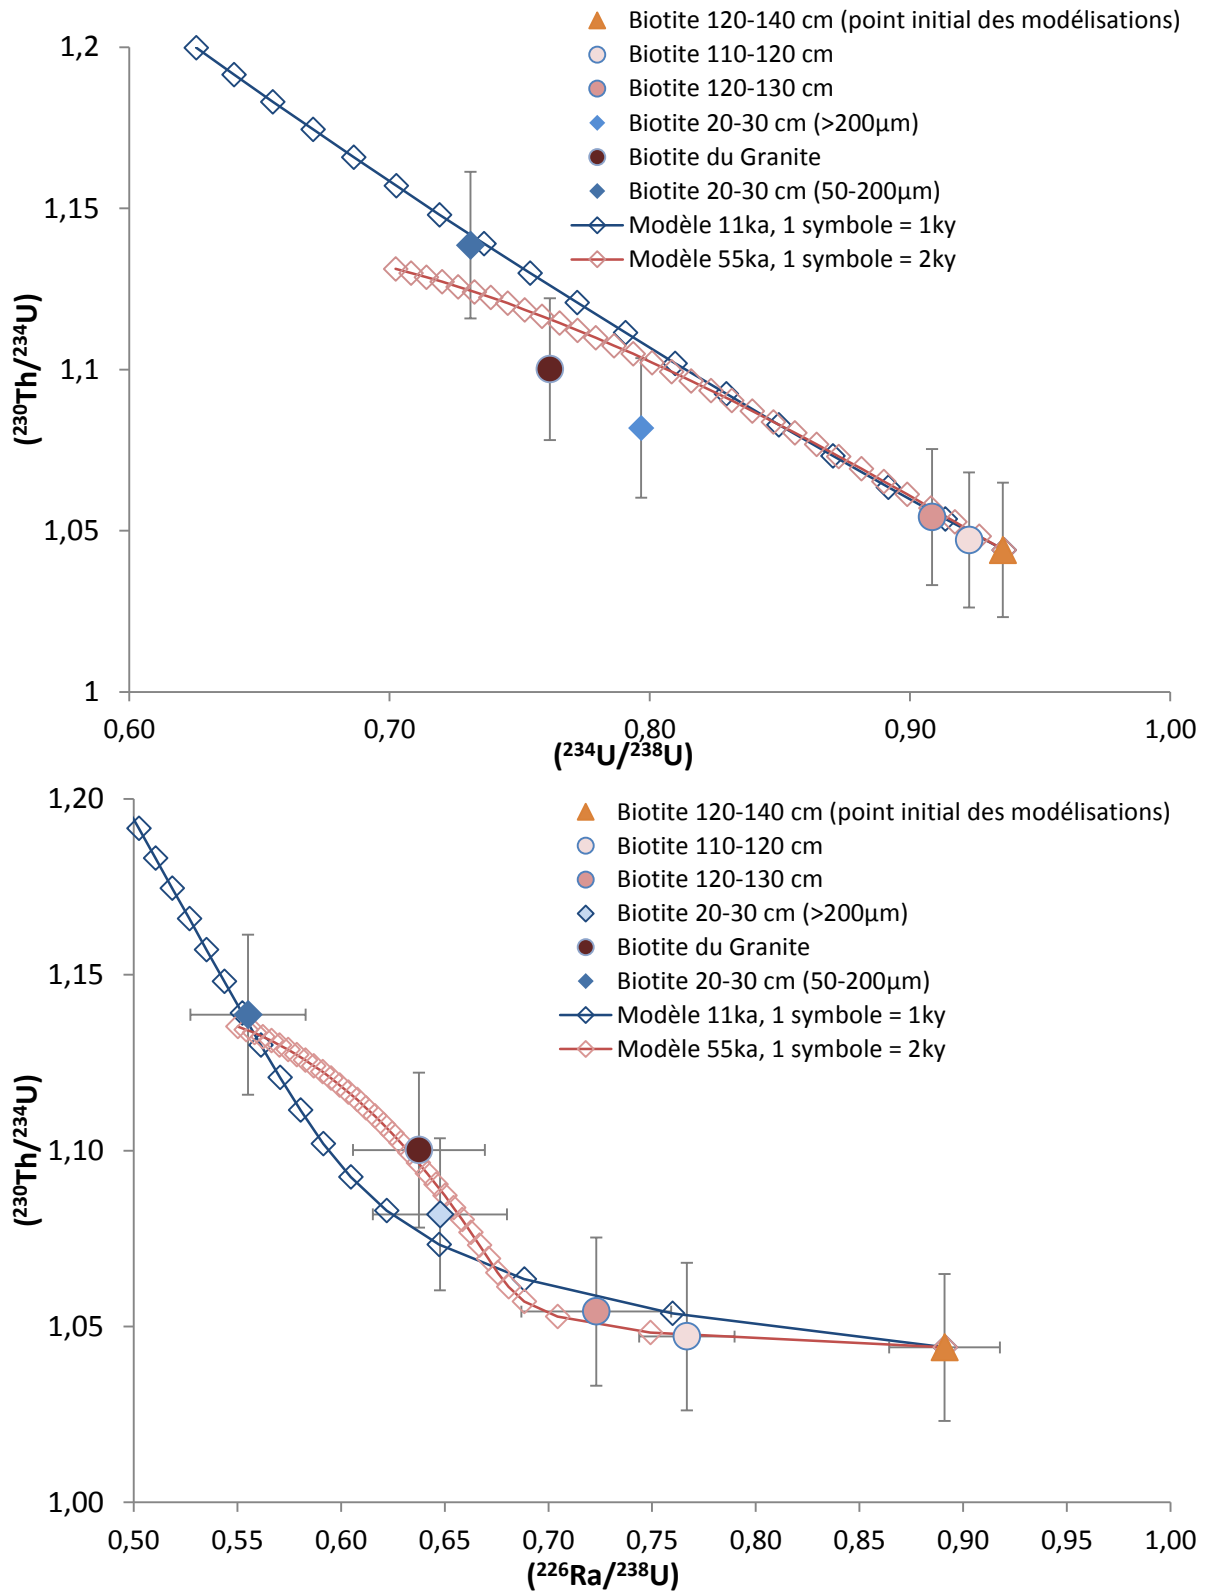 Biotite 120-140 cm (point initial des modélisations)
Biotite 110-120 cm
Biotite 120-130 cm
Biotite 20-30 cm (>200µm)
Biotite du Granite
Biotite 20-30 cm (50-200µm)
Modèle 11ka, 1 symbole = 1ky
Modèle 55ka, 1 symbole = 2ky
1,2
1,15
1,1
1,05
1
(²³⁰Th/²³⁴U)
0,60 0,70 0,80 0,90 1,00
(²³⁴U/²³⁸U)
Biotite 120-140 cm (point initial des modélisations)
Biotite 110-120 cm
Biotite 120-130 cm
Biotite 20-30 cm (>200µm)
Biotite du Granite
Biotite 20-30 cm (50-200µm)
Modèle 11ka, 1 symbole = 1ky
Modèle 55ka, 1 symbole = 2ky
1,20
1,15
1,10
1,05
1,00
(²³⁰Th/²³⁴U)
0,50 0,55 0,60 0,65 0,70 0,75 0,80 0,85 0,90 0,95 1,00
(²²⁶Ra/²³⁸U)